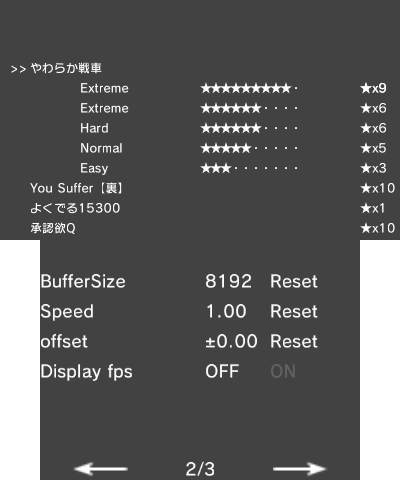 >> やわらか戦車
Extreme ★★★★★★★★★· ★x9
Extreme ★★★★★★···· ★x6
Hard ★★★★★★···· ★x6
Normal ★★★★★····· ★x5
Easy ★★★······· ★x3
You Suffer【裏】 ★x10
よくでる15300 ★x1
承認欲Q ★x10
BufferSize 8192 Reset
Speed 1.00 Reset
offset ±0.00 Reset
Display fps OFF ON
2/3